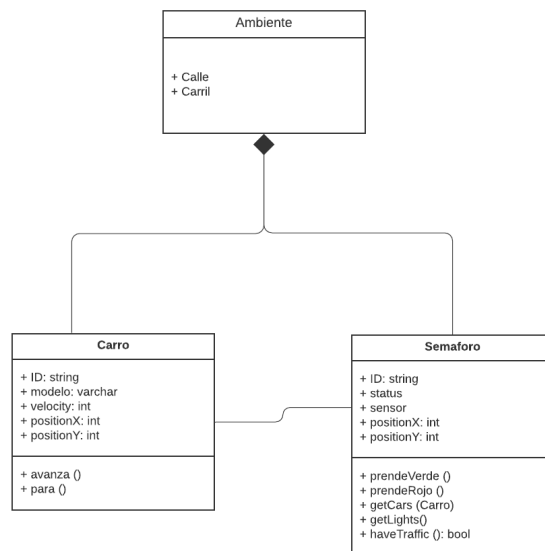 Ambiente
+ Calle
+ Carril
Carro
+ ID: string
+ modelo: varchar
+ velocity: int
+ positionX: int
+ positionY: int
+ avanza ()
+ para ()
Semaforo
+ ID: string
+ status
+ sensor
+ positionX: int
+ positionY: int
+ prendeVerde ()
+ prendeRojo ()
+ getCars (Carro)
+ getLights()
+ haveTraffic (): bool